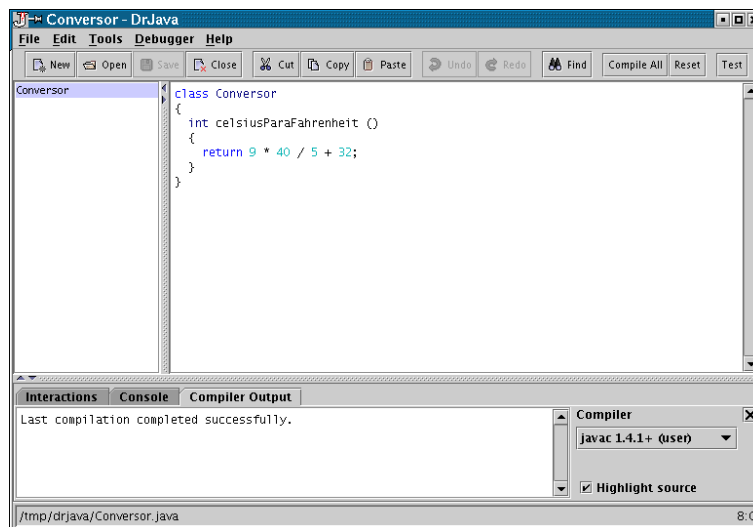 Conversor - DrJava
File Edit Tools Debugger Help
New Open Save Close Cut Copy Paste Undo Redo Find Compile All Reset Test
Conversor
class Conversor
{
int celsiusParaFahrenheit ()
{
return 9 * 40 / 5 + 32;
}
}
Interactions Console Compiler Output
Last compilation completed successfully.
Compiler
javac 1.4.1+ (user)
Highlight source
/tmp/drjava/Conversor.java